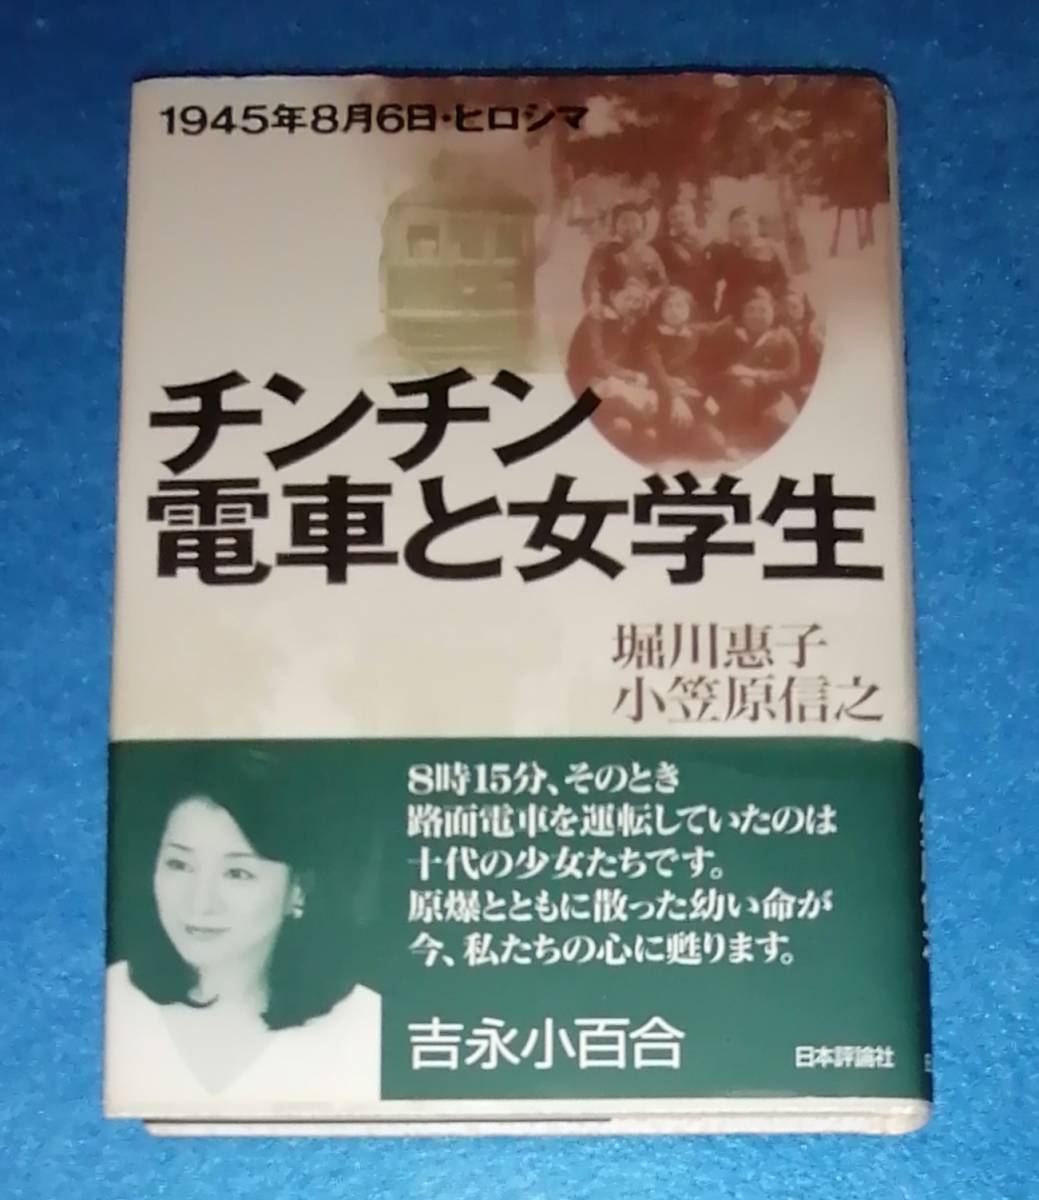 1945年8月6日・ヒロシマ
チンチン
電車と女学生
堀川惠子
小笠原信之
8時15分、そのとき
路面電車を運転していたのは
十代の少女たちです。
原爆とともに散った幼い命が
今、私たちの心に甦ります。
吉永小百合
日本評論社